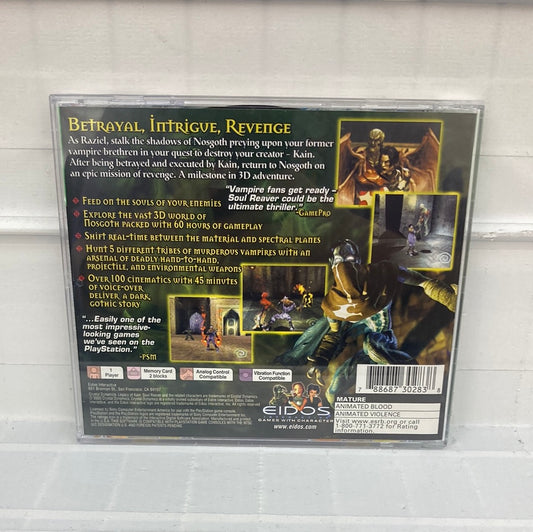 Betrayal, Intrigue, Revenge
As Raziel, stalk the shadows of Nosgoth preying upon your former
vampire brethren in your quest to destroy your creator – Kain.
After being betrayed and executed by Kain, return to Nosgoth on
an epic mission of revenge. A milestone in 3D adventure.
"Vampire fans get ready –
Soul Reaver could be the
ultimate thriller."
-GamePro
Feed on the souls of your enemies
Explore the vast 3D world of
Nosgoth packed with 60 hours of gameplay
Shift real-time between the material and spectral planes
Hunt 5 different tribes of murderous vampires with an
arsenal of deadly hand-to-hand,
projectile, and environmental weapons
Over 100 cinematics with 45 minutes
of voice-over
deliver a dark,
gothic story
"...Easily one of the
most impressive-
looking games
we've seen on the
PlayStation."
-PSM
1
Player
Memory Card
2 blocks
Analog Control
Compatible
Vibration Function
Compatible
Eidos Interactive
EIDOS
GAMES WITH CHARACTER
www.eidos.com
7 88687 30283 8
MATURE
ANIMATED BLOOD
ANIMATED VIOLENCE
Visit www.esrb.org or call
1-800-771-3772 for Rating
Information.